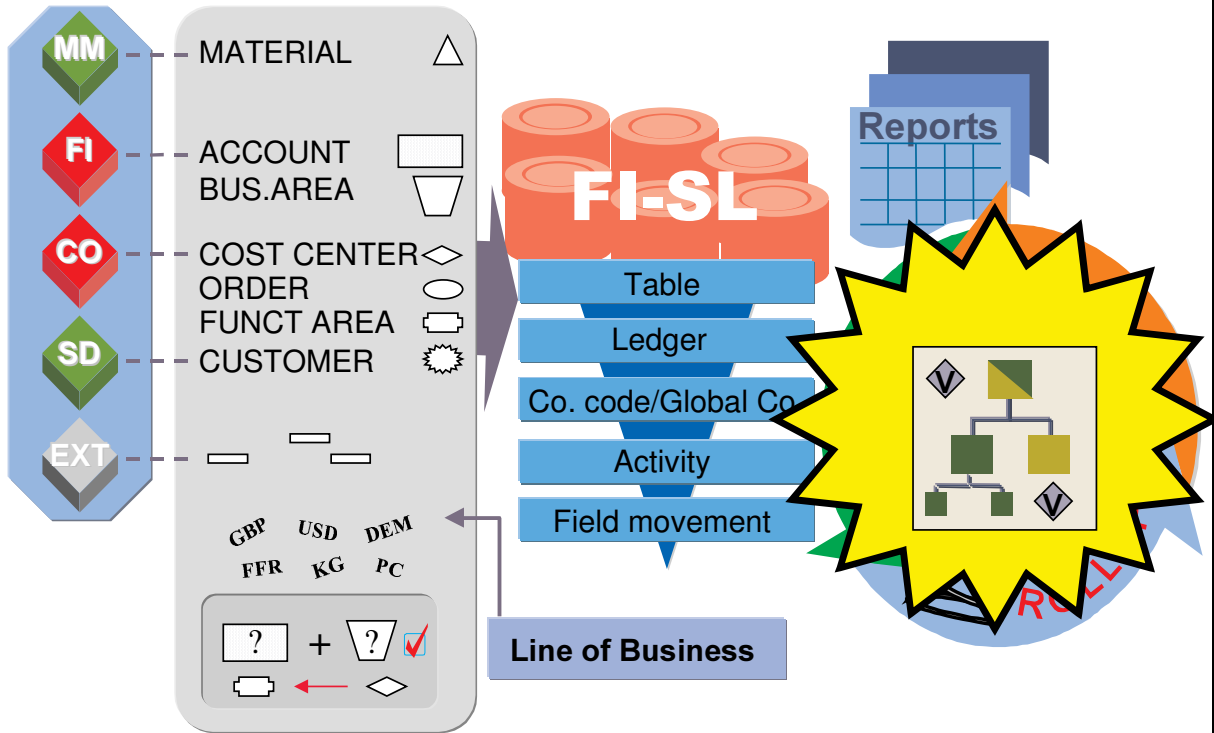 MM
MATERIAL
FI
ACCOUNT
BUS.AREA
CO
COST CENTER
ORDER
FUNCT AREA
SD
CUSTOMER
EXT
GBP USD DEM
FFR KG PC
? + ?
Line of Business
FI-SL
Table
Ledger
Co. code/Global Co
Activity
Field movement
Reports
V
V